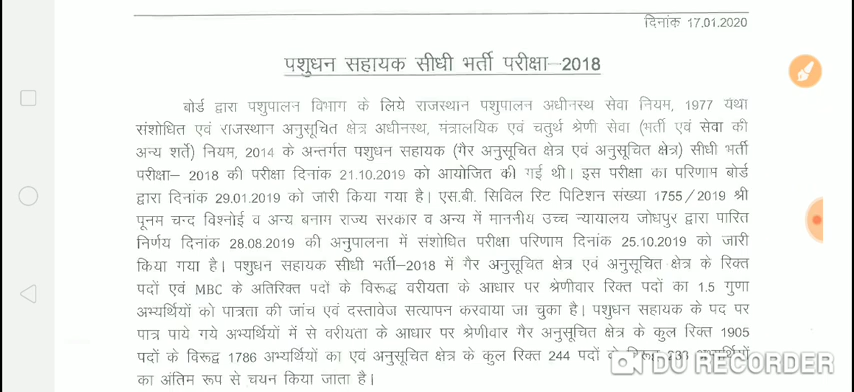 दिनांक 17.01.2020
पशुधन सहायक सीधी भर्ती परीक्षा–2018
बोर्ड द्वारा पशुपालन विभाग के लिये राजस्थान पशुपालन अधीनस्थ सेवा नियम, 1977 यथा
संशोधित एवं राजस्थान अनुसूचित क्षेत्र अधीनस्थ, मंत्रालयिक एवं चतुर्थ श्रेणी सेवा (भर्ती एवं सेवा की
अन्य शर्ते) नियम, 2014 के अन्तर्गत पशुधन सहायक (गैर अनुसूचित क्षेत्र एवं अनुसूचित क्षेत्र) सीधी भर्ती
परीक्षा– 2018 की परीक्षा दिनांक 21.10.2019 को आयोजित की गई थी। इस परीक्षा का परिणाम बोर्ड
द्वारा दिनांक 29.01.2019 को जारी किया गया है। एस.बी. सिविल रिट पिटिशन संख्या 1755/2019 श्री
पूनम चन्द विश्नोई व अन्य बनाम राज्य सरकार व अन्य में माननीय उच्च न्यायालय जोधपुर द्वारा पारित
निर्णय दिनांक 28.08.2019 की अनुपालना में संशोधित परीक्षा परिणाम दिनांक 25.10.2019 को जारी
किया गया है। पशुधन सहायक सीधी भर्ती–2018 में गैर अनुसूचित क्षेत्र एवं अनुसूचित क्षेत्र के रिक्त
पदों एवं MBC के अतिरिक्त पदों के विरूद्ध वरीयता के आधार पर श्रेणीवार रिक्त पदों का 1.5 गुणा
अभ्यर्थियों को पात्रता की जांच एवं दस्तावेज सत्यापन करवाया जा चुका है। पशुधन सहायक के पद पर
पात्र पाये गये अभ्यर्थियों में से वरीयता के आधार पर श्रेणीवार गैर अनुसूचित क्षेत्र के कुल रिक्त 1905
पदों के विरूद्व 1786 अभ्यर्थियों का एवं अनुसूचित क्षेत्र के कुल रिक्त 244 पदों के
का अंतिम रूप से चयन किया जाता है।
DU RECORDER